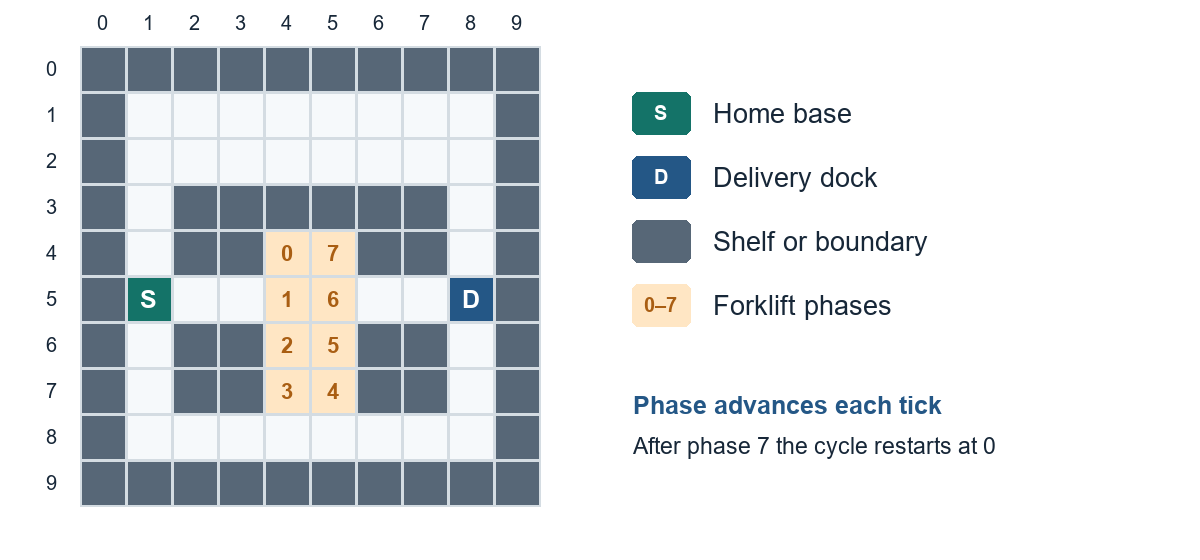 0 1 2 3 4 5 6 7 8 9
0
1
2
3
4 0 7
5 S 1 6 D
6 2 5
7 3 4
8
9
S Home base
D Delivery dock
Shelf or boundary
0–7 Forklift phases
Phase advances each tick
After phase 7 the cycle restarts at 0